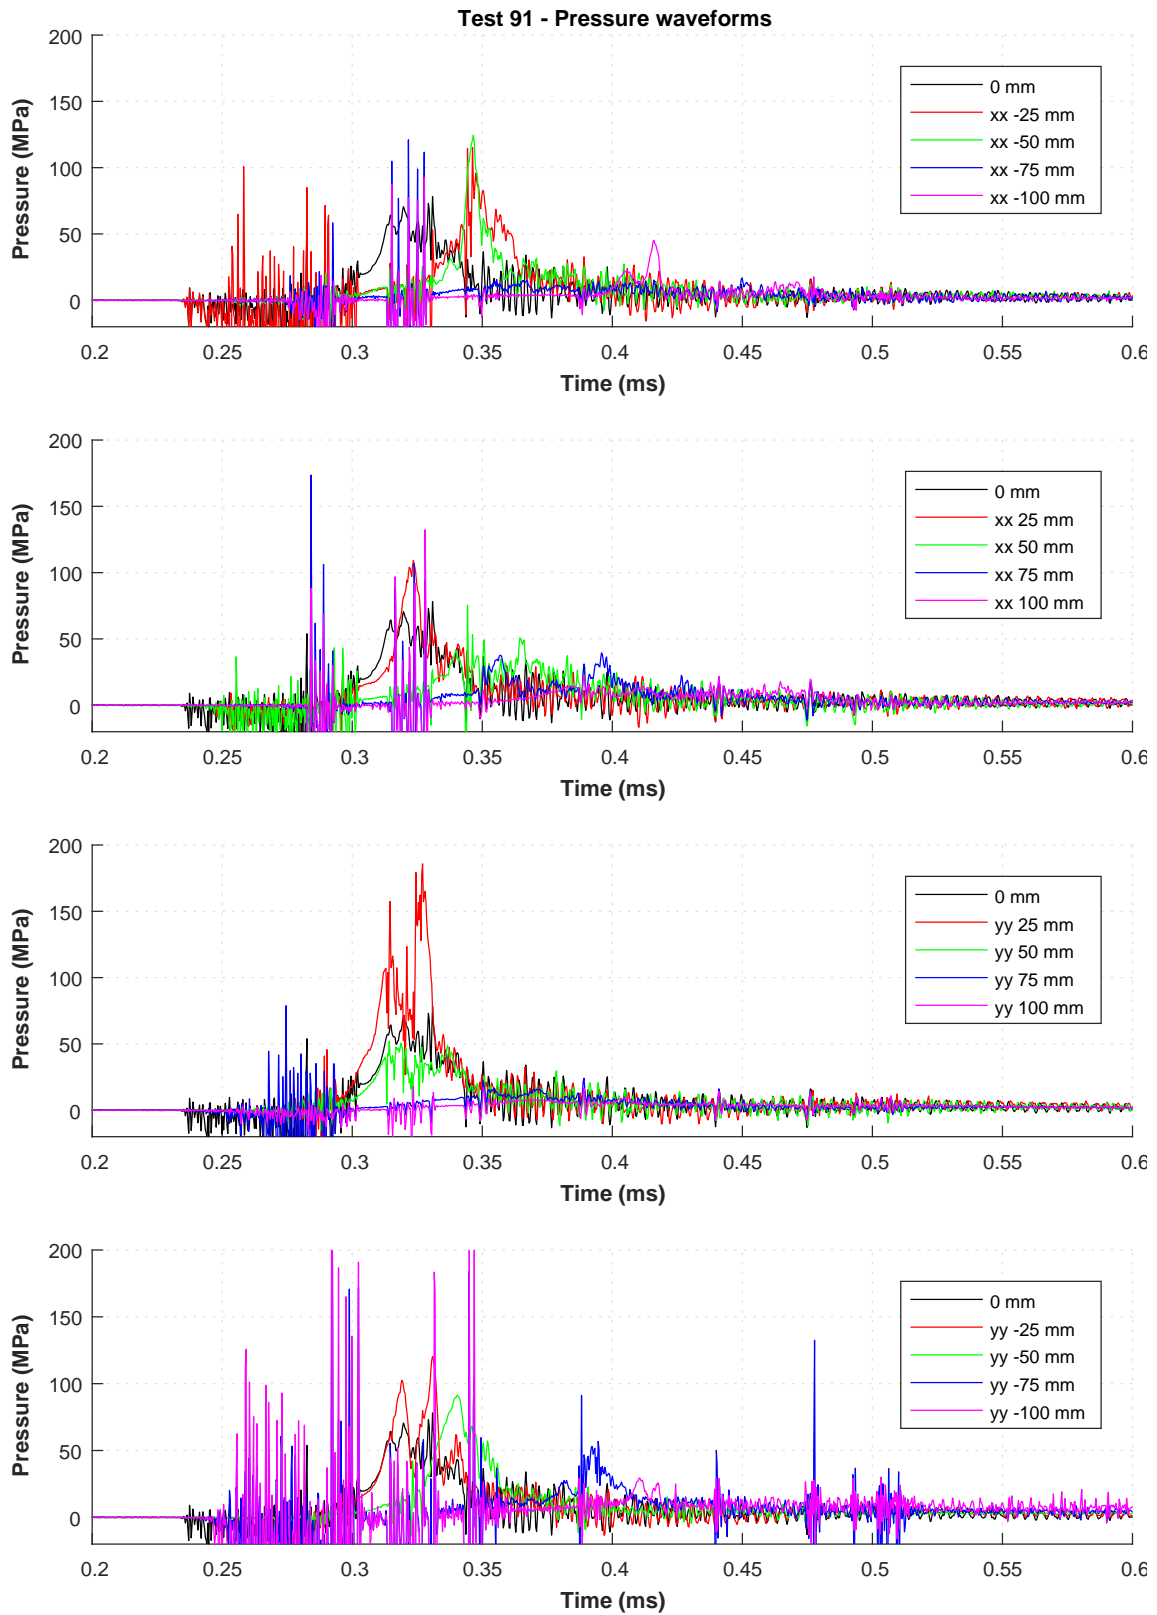 Test 91 - Pressure waveforms
200
150
100
50
0
Pressure (MPa)
0 mm
xx -25 mm
xx -50 mm
xx -75 mm
xx -100 mm
0.2 0.25 0.3 0.35 0.4 0.45 0.5 0.55 0.6
Time (ms)
200
150
100
50
0
Pressure (MPa)
0 mm
xx 25 mm
xx 50 mm
xx 75 mm
xx 100 mm
0.2 0.25 0.3 0.35 0.4 0.45 0.5 0.55 0.6
Time (ms)
200
150
100
50
0
Pressure (MPa)
0 mm
yy 25 mm
yy 50 mm
yy 75 mm
yy 100 mm
0.2 0.25 0.3 0.35 0.4 0.45 0.5 0.55 0.6
Time (ms)
200
150
100
50
0
Pressure (MPa)
0 mm
yy -25 mm
yy -50 mm
yy -75 mm
yy -100 mm
0.2 0.25 0.3 0.35 0.4 0.45 0.5 0.55 0.6
Time (ms)